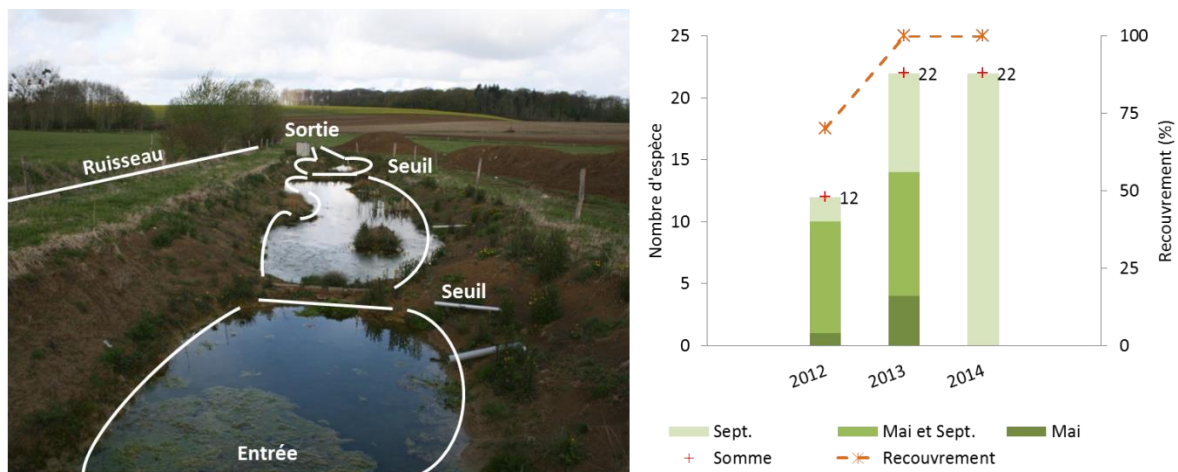 Sortie
Ruisseau
Seuil
Seuil
Entrée
25
20
15
10
5
0
Nombre d'espèce
12
22
22
100
75
50
25
0
Recouvrement (%)
2012
2013
2014
Sept.
Mai et Sept.
Mai
Somme
Recouvrement